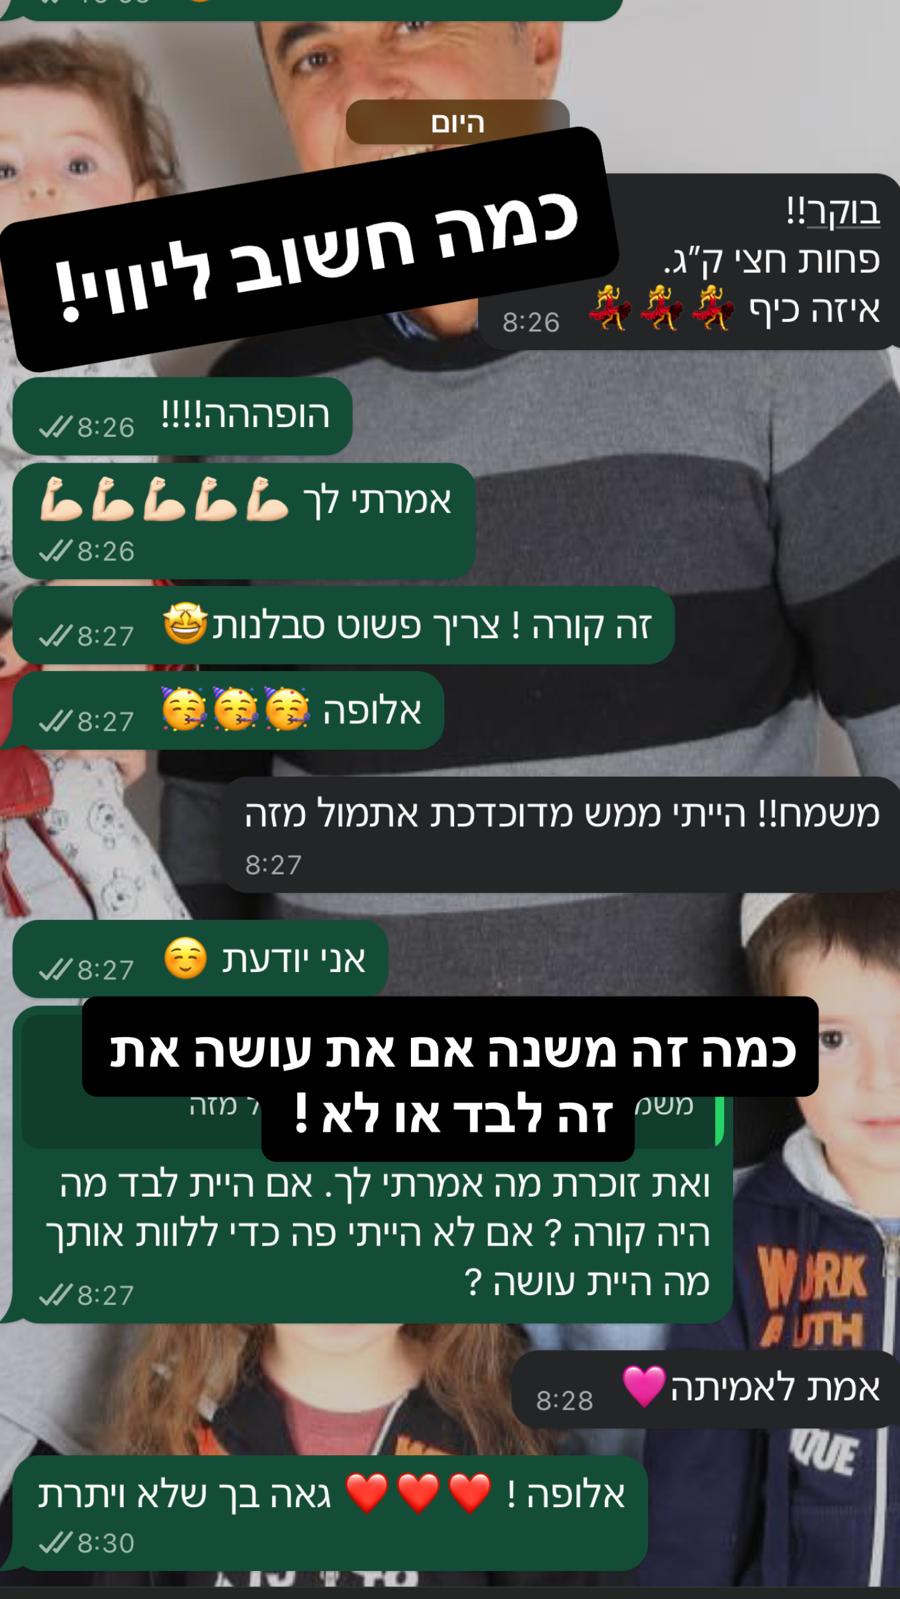 היום
כמה חשוב ליווי!
בוקר!!
פחות חצי ק"ג.
איזה כיף 💃💃💃
8:26
הופההה!!!!
8:26
אמרתי לך 💪🏻💪🏻💪🏻💪🏻💪🏻
8:26
זה קורה ! צריך פשוט סבלנות🤩
8:27
אלופה 🥳🥳🥳
8:27
משמח!! הייתי ממש מדוכדכת אתמול מזה
8:27
אני יודעת ☺️
8:27
כמה זה משנה אם את עושה את
זה לבד או לא !
מזה
ואת זוכרת מה אמרתי לך. אם היית לבד מה
היה קורה ? אם לא הייתי פה כדי ללוות אותך
מה היית עושה ?
8:27
WORK
אמת לאמיתה🩷
8:28
אלופה ! ❤️❤️❤️ גאה בך שלא ויתרת
8:30